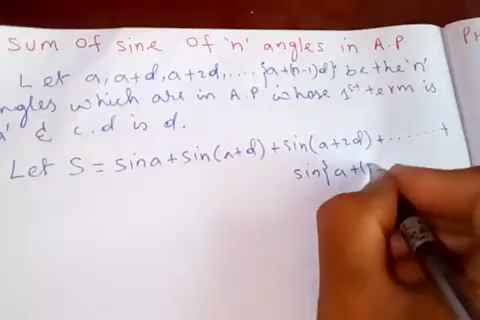 Sum of sine of 'n' angles in A.P
Let a, a+d, a+2d, .... {a+(n-1)d} be the 'n'
ngles which are in A.P whose 1st term is
a' & c.d is d.
Let S = sina + sin(a+d) + sin(a+2d) + ....... +
sin{a+(